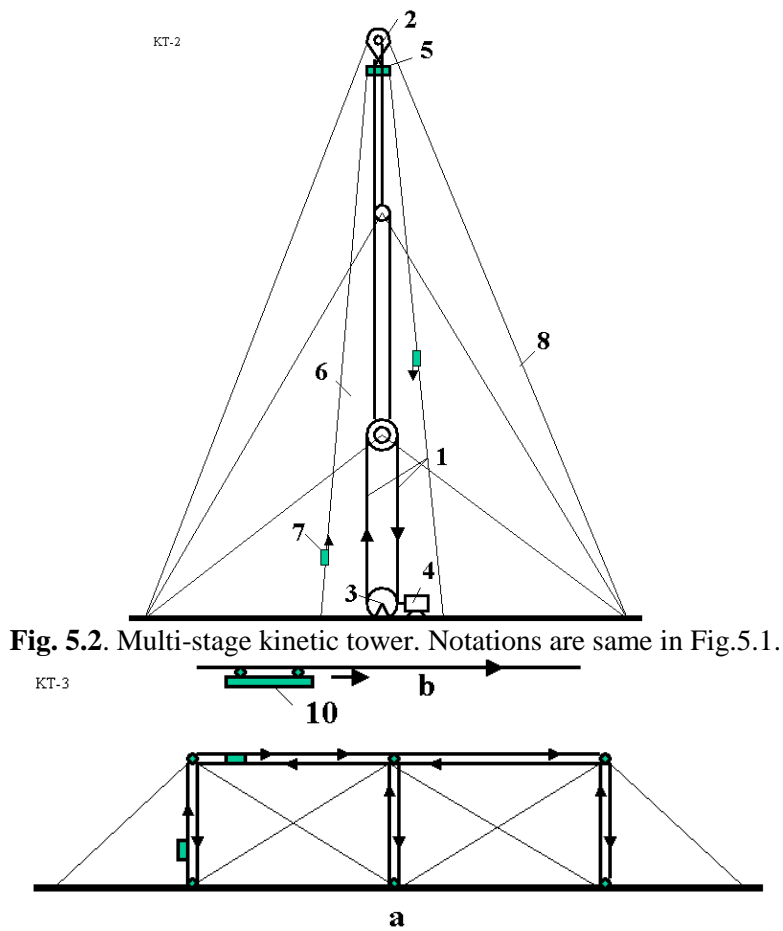 KT-2
2
5
6
8
1
7
3
4
Fig. 5.2. Multi-stage kinetic tower. Notations are same in Fig.5.1.
KT-3
b
10
a